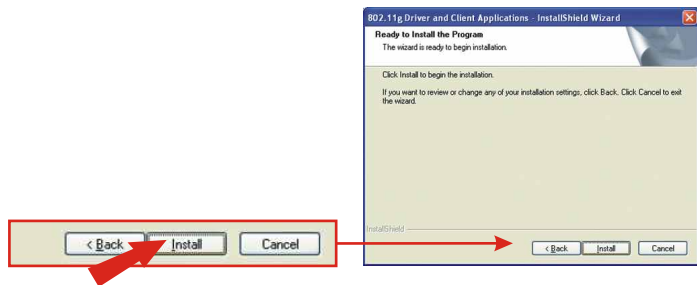 802.11g Driver and Client Applications - InstallShield Wizard
Ready to Install the Program
The wizard is ready to begin installation.
Click Install to begin the installation.
If you want to review or change any of your installation settings, click Back. Click Cancel to exit
the wizard.
InstallShield
< Back Install Cancel
< Back Install Cancel